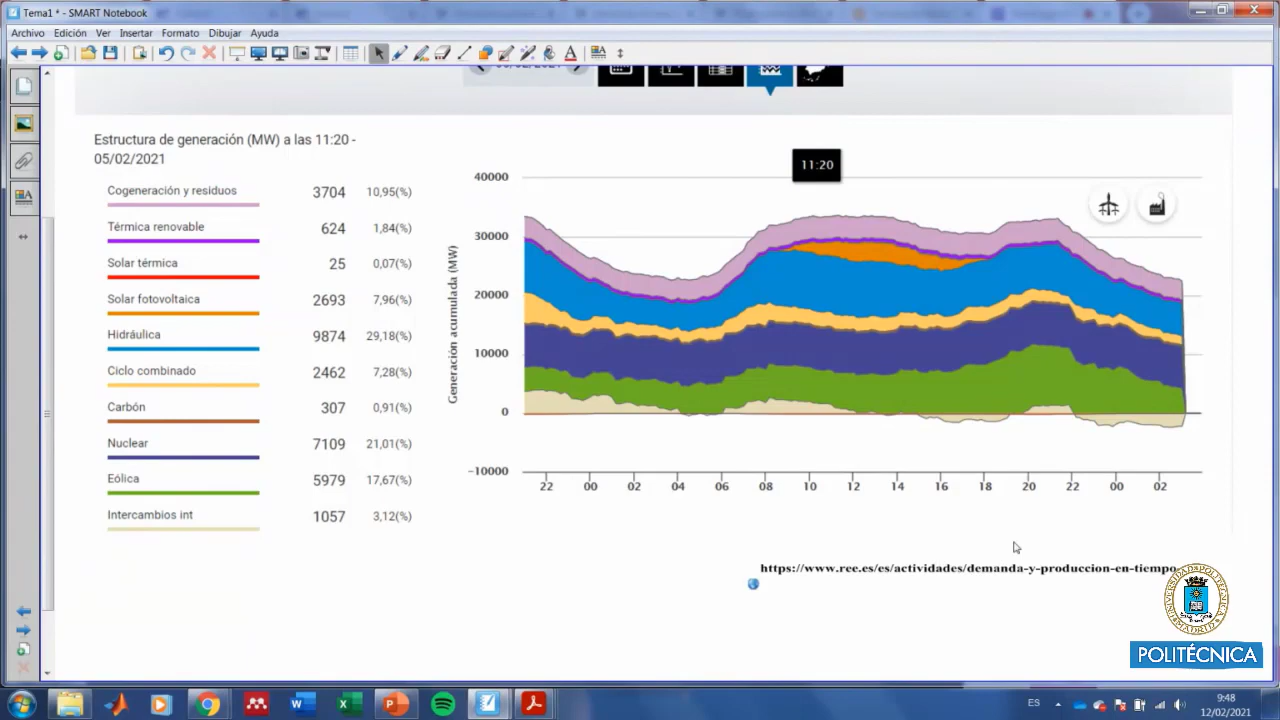 Tema1 * - SMART Notebook
Archivo Edición Ver Insertar Formato Dibujar Ayuda
Estructura de generación (MW) a las 11:20 -
05/02/2021
Cogeneración y residuos 3704 10,95(%)
Térmica renovable 624 1,84(%)
Solar térmica 25 0,07(%)
Solar fotovoltaica 2693 7,96(%)
Hidráulica 9874 29,18(%)
Ciclo combinado 2462 7,28(%)
Carbón 307 0,91(%)
Nuclear 7109 21,01(%)
Eólica 5979 17,67(%)
Intercambios int 1057 3,12(%)
11:20
Generación acumulada (MW)
40000
30000
20000
10000
0
-10000
22 00 02 04 06 08 10 12 14 16 18 20 22 00 02
https://www.ree.es/es/actividades/demanda-y-produccion-en-tiempo
POLITÉCNICA
ES
9:48
12/02/2021